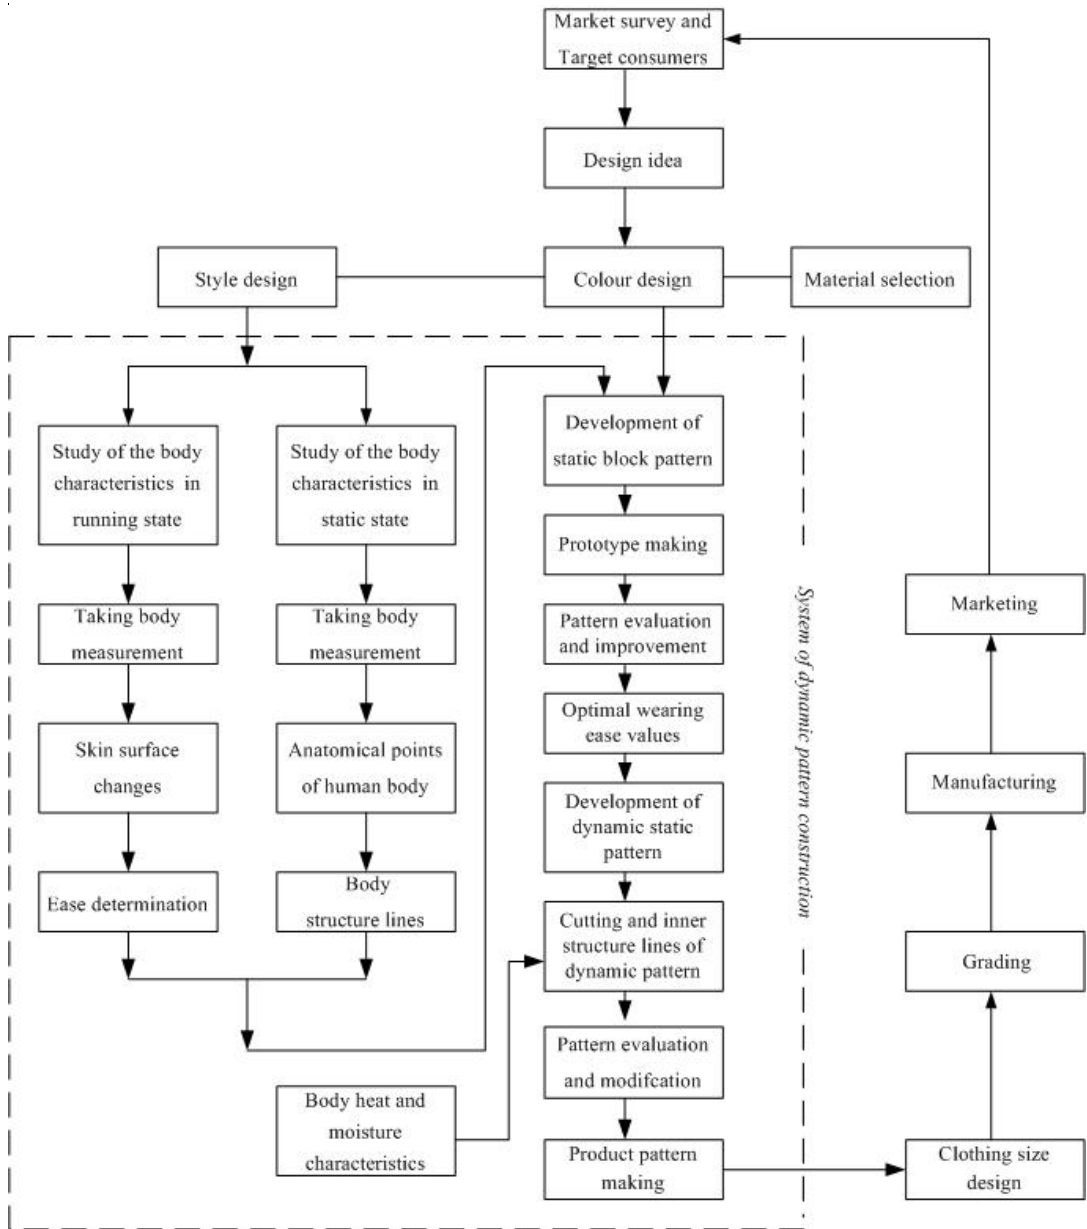 Market survey and
Target consumers
Design idea
Style design
Colour design
Material selection
Study of the body
characteristics in
running state
Taking body
measurement
Skin surface
changes
Ease determination
Study of the body
characteristics in
static state
Taking body
measurement
Anatomical points
of human body
Body
structure lines
Body heat and
moisture
characteristics
Development of
static block pattern
Prototype making
Pattern evaluation
and improvement
Optimal wearing
ease values
Development of
dynamic static
pattern
Cutting and inner
structure lines of
dynamic pattern
Pattern evaluation
and modifcation
Product pattern
making
System of dynamic pattern construction
Marketing
Manufacturing
Grading
Clothing size
design